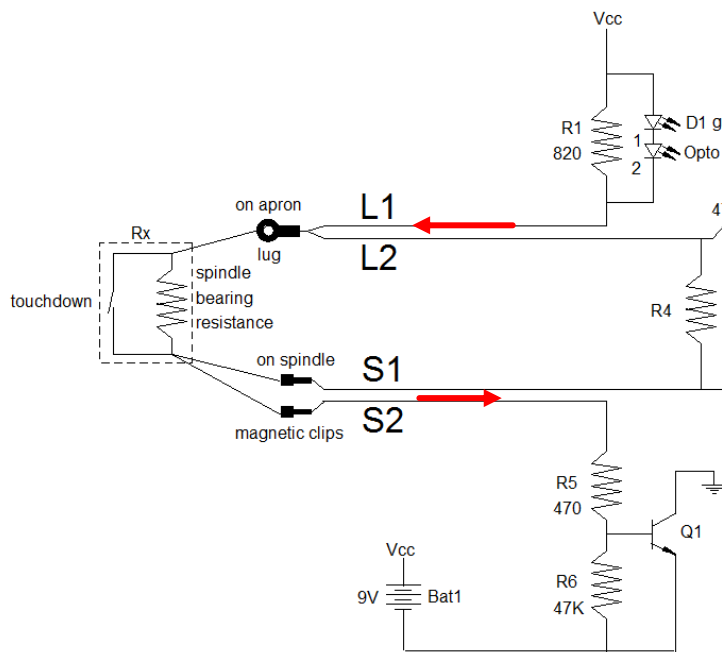 Vcc
R1
820
1
2
D1 g
Opto
on apron
L1
Rx
lug
L2
47
touchdown
spindle
bearing
resistance
R4
on spindle
S1
magnetic clips
S2
R5
470
Q1
Vcc
9V
Bat1
R6
47K